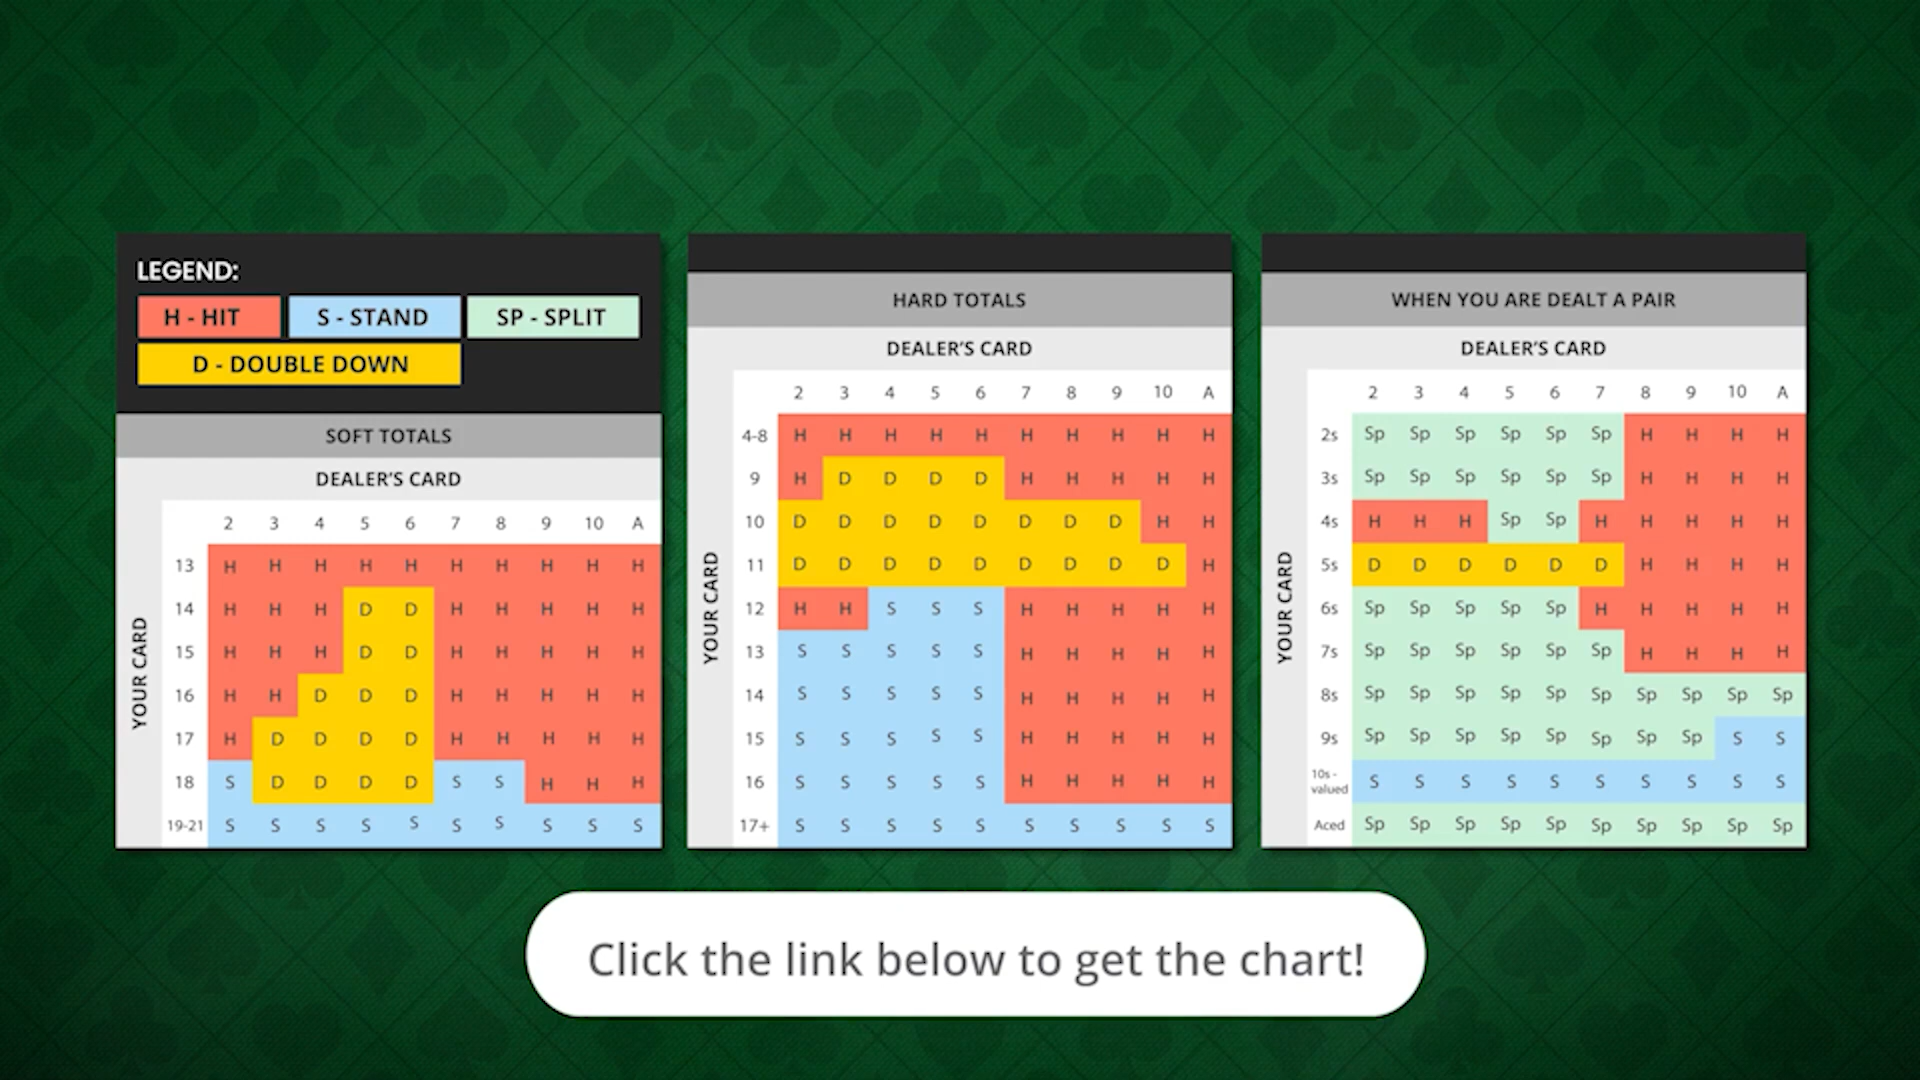 LEGEND:
H - HIT S - STAND SP - SPLIT
D - DOUBLE DOWN
SOFT TOTALS
DEALER'S CARD
YOUR CARD
2 3 4 5 6 7 8 9 10 A
13 H H H H H H H H H H
14 H H H D D H H H H H
15 H H H D D H H H H H
16 H H D D D H H H H H
17 H D D D D H H H H H
18 S D D D D S S H H H
19-21 S S S S S S S S S S
HARD TOTALS
DEALER'S CARD
YOUR CARD
2 3 4 5 6 7 8 9 10 A
4-8 H H H H H H H H H H
9 H D D D D H H H H H
10 D D D D D D D D H H
11 D D D D D D D D D H
12 H H S S S H H H H H
13 S S S S S H H H H H
14 S S S S S H H H H H
15 S S S S S H H H H H
16 S S S S S H H H H H
17+ S S S S S S S S S S
WHEN YOU ARE DEALT A PAIR
DEALER'S CARD
YOUR CARD
2 3 4 5 6 7 8 9 10 A
2s Sp Sp Sp Sp Sp Sp H H H H
3s Sp Sp Sp Sp Sp Sp H H H H
4s H H H Sp Sp H H H H H
5s D D D D D D H H H H
6s Sp Sp Sp Sp Sp H H H H H
7s Sp Sp Sp Sp Sp Sp H H H H
8s Sp Sp Sp Sp Sp Sp Sp Sp Sp Sp
9s Sp Sp Sp Sp Sp Sp Sp Sp S S
10s -
valued S S S S S S S S S S
Aced Sp Sp Sp Sp Sp Sp Sp Sp Sp Sp
Click the link below to get the chart!